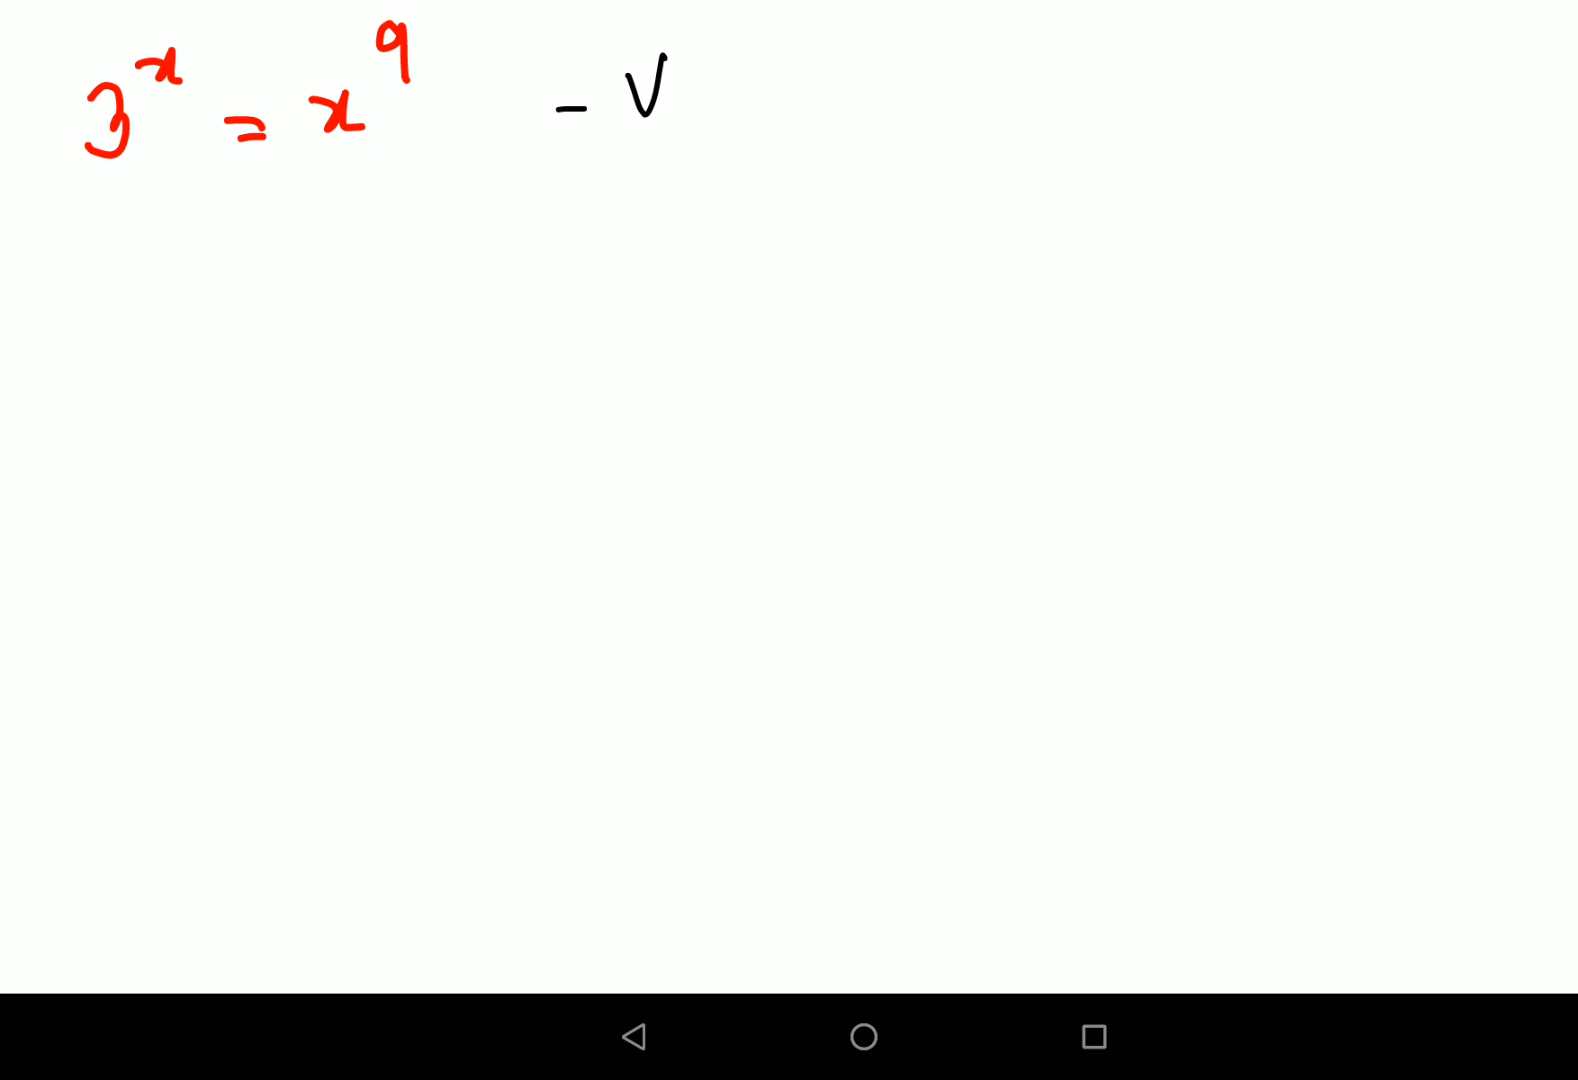 3^x = x^9 - √